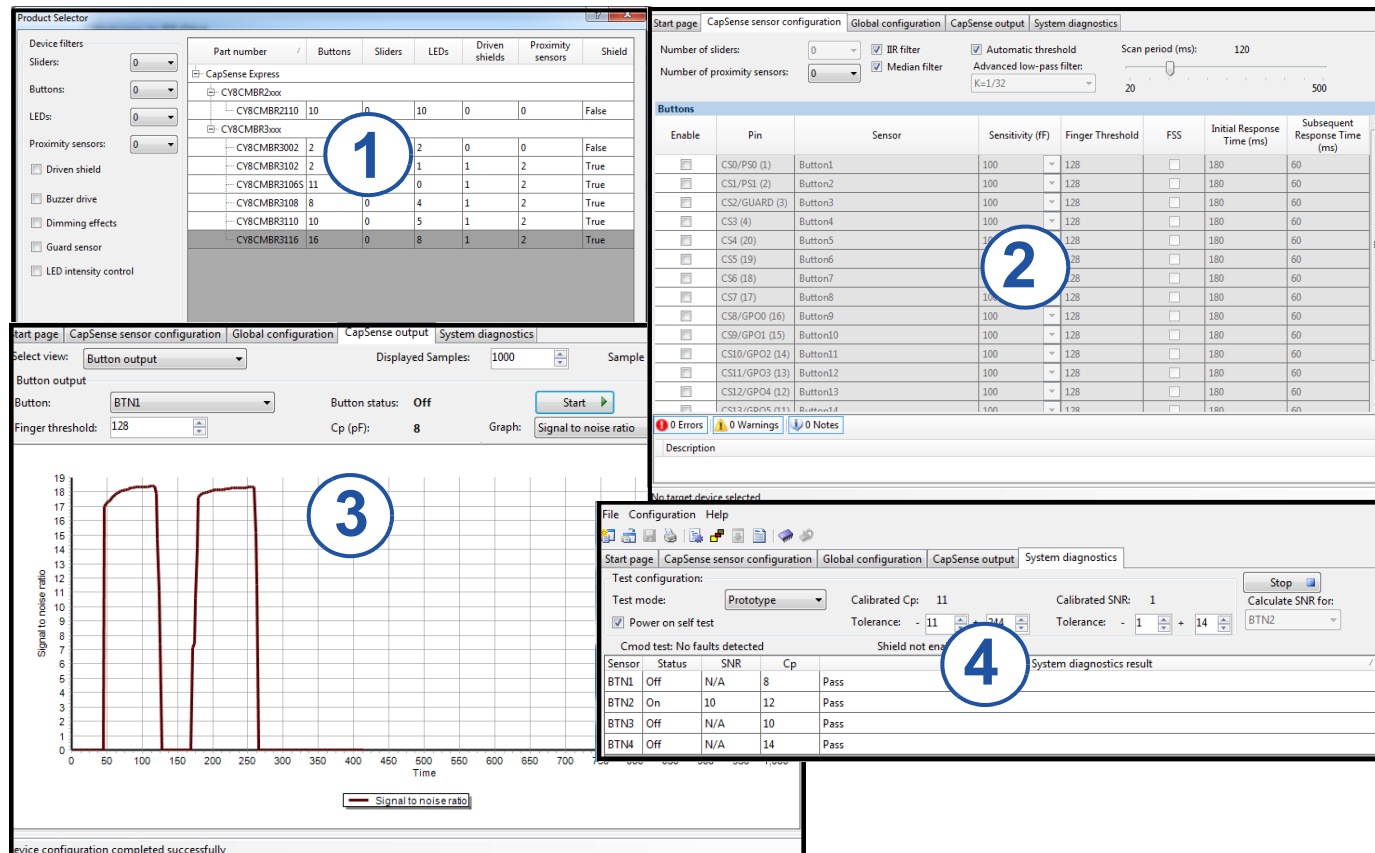 Product Selector
Device filters
Sliders: 0
Buttons: 0
LEDs: 0
Proximity sensors: 0
Driven shield
Buzzer drive
Dimming effects
Guard sensor
LED intensity control
Part number Buttons Sliders LEDs Driven shields Proximity sensors Shield
CapSense Express
CY8CMBR2xxx
CY8CMBR2110 10 0 10 0 0 False
CY8CMBR3xxx
CY8CMBR3002 2 2 0 0 False
CY8CMBR3102 2 1 1 2 True
CY8CMBR3106S 11 0 1 2 True
CY8CMBR3108 8 0 4 1 2 True
CY8CMBR3110 10 0 5 1 2 True
CY8CMBR3116 16 0 8 1 2 True
1
Start page CapSense sensor configuration Global configuration CapSense output System diagnostics
Number of sliders: 0 IIR filter Automatic threshold Scan period (ms): 120
Number of proximity sensors: 0 Median filter Advanced low-pass filter:
K=1/32 20 500
Buttons
Enable Pin Sensor Sensitivity (fF) Finger Threshold FSS Initial Response Time (ms) Subsequent Response Time (ms)
CS0/PS0 (1) Button1 100 128 180 60
CS1/PS1 (2) Button2 100 128 180 60
CS2/GUARD (3) Button3 100 128 180 60
CS3 (4) Button4 100 128 180 60
CS4 (20) Button5 128 180 60
CS5 (19) Button6 180 60
CS6 (18) Button7 128 180 60
CS7 (17) Button8 100 128 180 60
CS8/GPO0 (16) Button9 100 128 180 60
CS9/GPO1 (15) Button10 100 128 180 60
CS10/GPO2 (14) Button11 100 128 180 60
CS11/GPO3 (13) Button12 100 128 180 60
CS12/GPO4 (12) Button13 100 128 180 60
CS13/GPO5 (11) Button14 100 128 180 60
0 Errors 0 Warnings 0 Notes
Description
No target device selected
2
tart page CapSense sensor configuration Global configuration CapSense output System diagnostics
Select view: Button output Displayed Samples: 1000 Sample
Button output
Button: BTN1 Button status: Off Start
Finger threshold: 128 Cp (pF): 8 Graph: Signal to noise ratio
19
18
17
16
15
14
13
12
11
10
9
8
7
6
5
4
3
2
1
0
Signal to noise ratio
0 50 100 150 200 250 300 350 400 450 500 550 600 650 700
Time
Signal to noise ratio
evice configuration completed successfully
3
File Configuration Help
Start page CapSense sensor configuration Global configuration CapSense output System diagnostics
Test configuration: Stop
Test mode: Prototype Calibrated Cp: 11 Calibrated SNR: 1 Calculate SNR for:
Power on self test Tolerance: - 11 + 244 Tolerance: - 1 + 14 BTN2
Cmod test: No faults detected Shield not
Sensor Status SNR Cp System diagnostics result
BTN1 Off N/A 8 Pass
BTN2 On 10 12 Pass
BTN3 Off N/A 10 Pass
BTN4 Off N/A 14 Pass
4